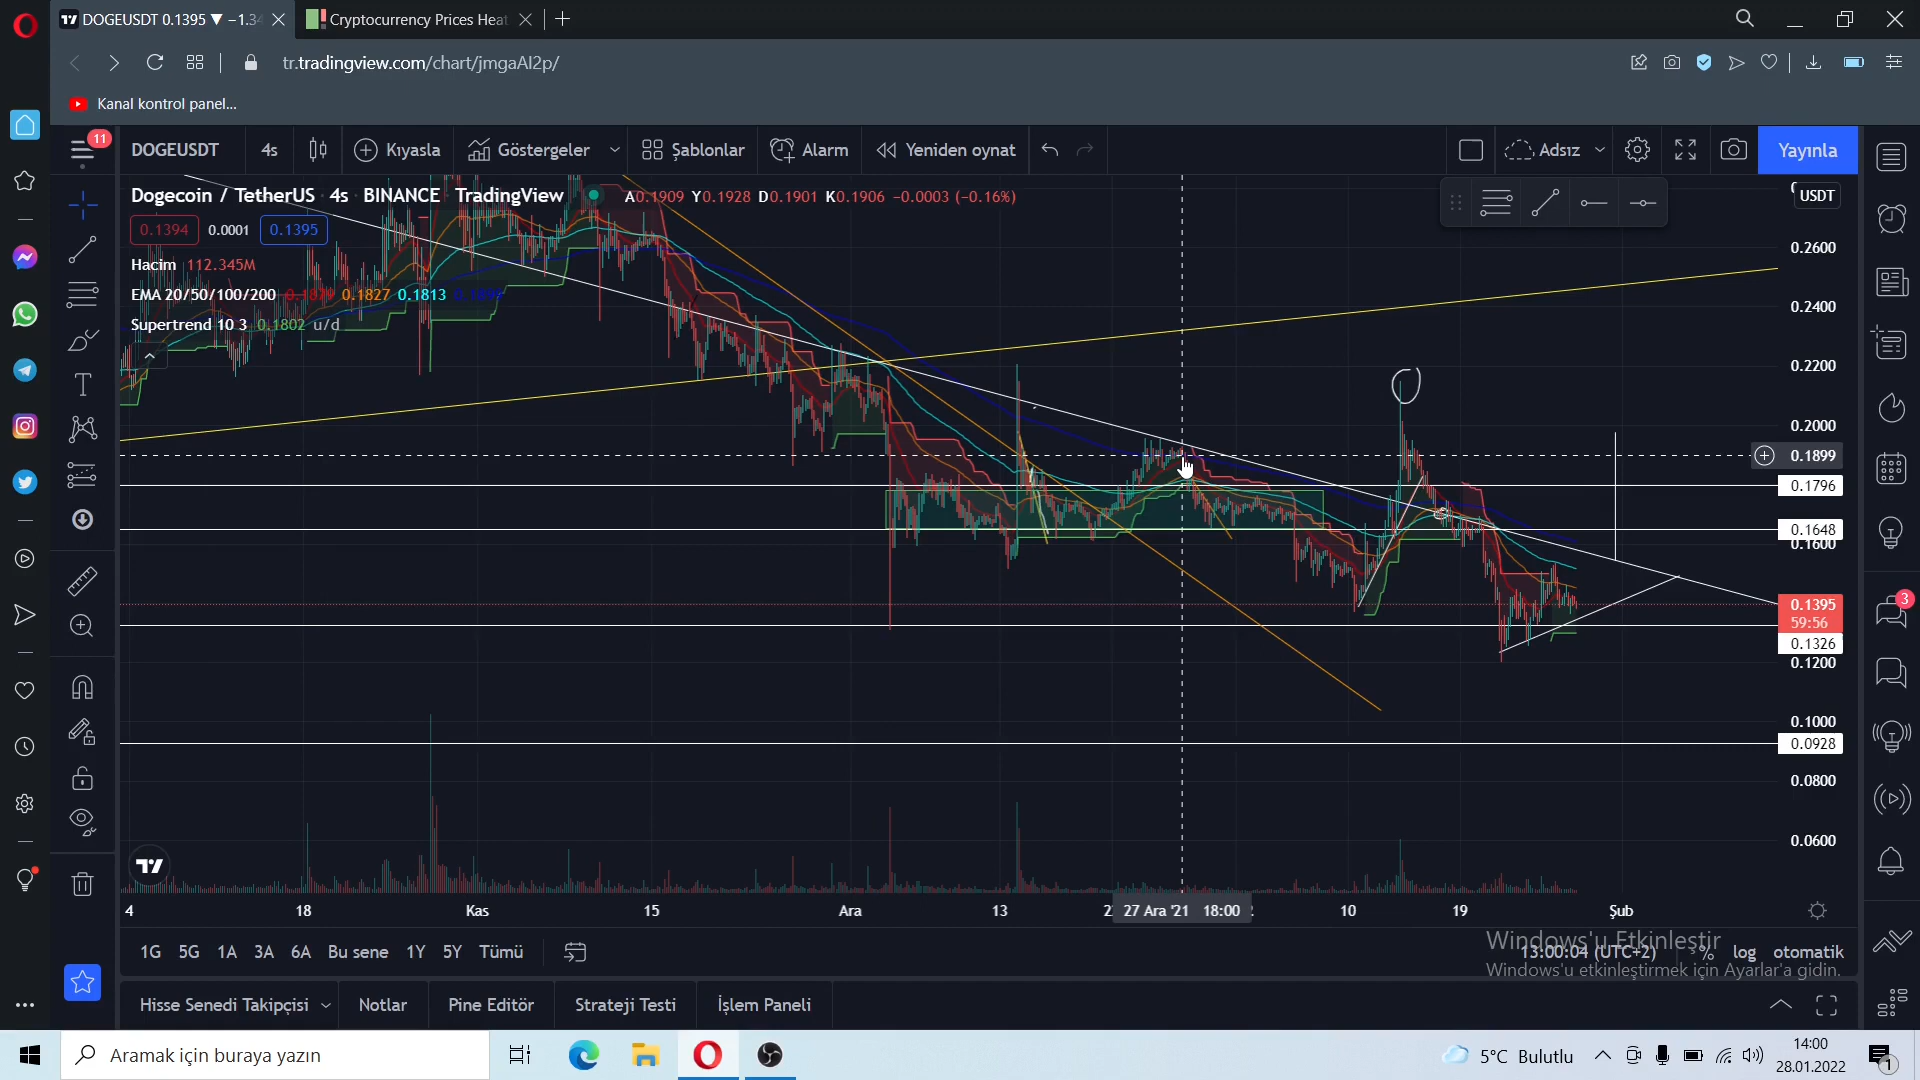 DOGEUSDT 0.1395 ▼ −1.34
Cryptocurrency Prices Heat
tr.tradingview.com/chart/jmgaAI2p/
Kanal kontrol panel...
11
DOGEUSDT
4s
Kıyasla
Göstergeler
Şablonlar
Alarm
Yeniden oynat
Adsız
Yayınla
Dogecoin / TetherUS 4s BINANCE TradingView
A0.1909 Y0.1928 D0.1901 K0.1906 -0.0003 (-0.16%)
USDT
0.1394 0.0001 0.1395
Hacim 112.345M
EMA 20/50/100/200 0.1827 0.1813
Supertrend 10 3 0.1802 u/d
0.2600
0.2400
0.2200
0.2000
0.1899
0.1796
0.1648
0.1600
0.1395
59:56
0.1326
0.1200
0.1000
0.0928
0.0800
0.0600
3
4 18 Kas 15 Ara 13 27 Ara '21 18:00 10 19 Şub
1G 5G 1A 3A 6A Bu sene 1Y 5Y Tümü
13:00:04 (UTC+2) % log otomatik
Windows'u Etkinleştir
Windows'u etkinleştirmek için Ayarlar'a gidin.
Hisse Senedi Takipçisi Notlar Pine Editör Strateji Testi İşlem Paneli
Aramak için buraya yazın
5°C Bulutlu
14:00
28.01.2022
1